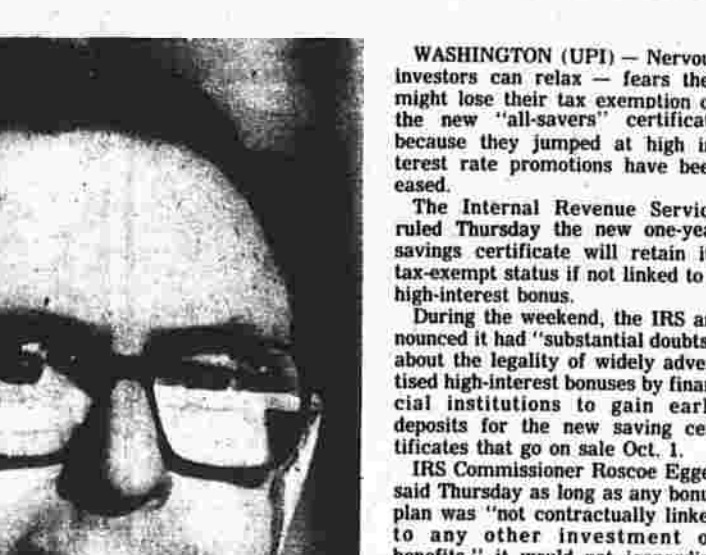 WASHINGTON (UPI) — Nervou
investors can relax — fears the
might lose their tax exemption o
the new "all-savers" certificat
because they jumped at high in
terest rate promotions have bee
eased.
The Internal Revenue Servic
ruled Thursday the new one-yea
savings certificate will retain it
tax-exempt status if not linked to
high-interest bonus.
During the weekend, the IRS an
nounced it had "substantial doubts
about the legality of widely adver
tised high-interest bonuses by finan
cial institutions to gain earl
deposits for the new saving cer
tificates that go on sale Oct. 1.
IRS Commissioner Roscoe Egge
said Thursday as long as any bonu
plan was "not contractually linke
to any other investment o
benefits," it would not